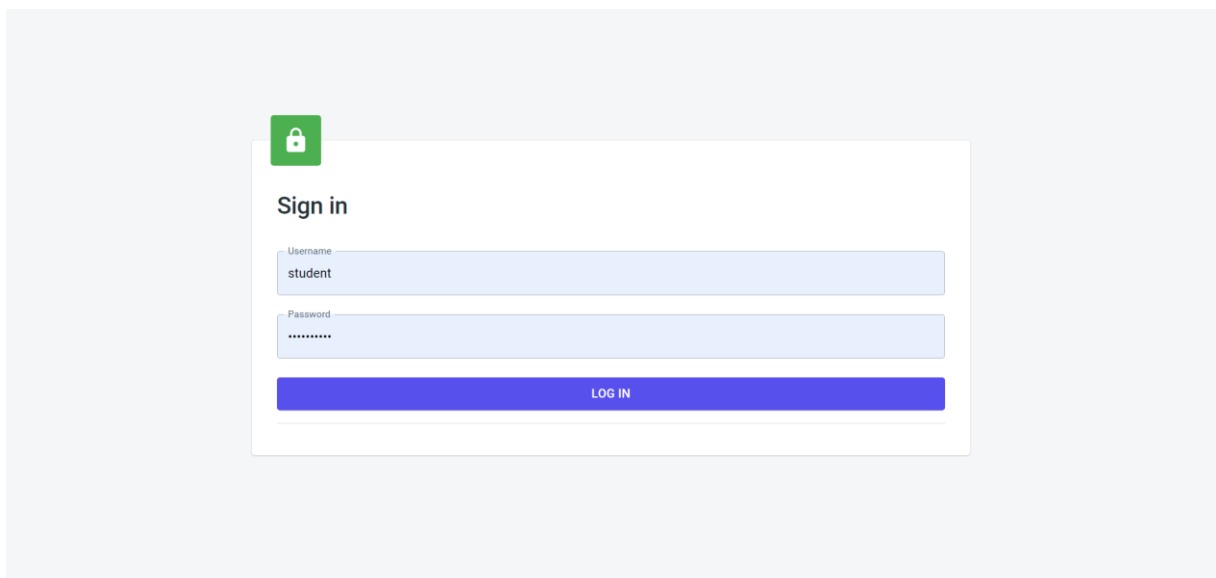 Sign in
Username
student
Password
••••••••••
LOG IN